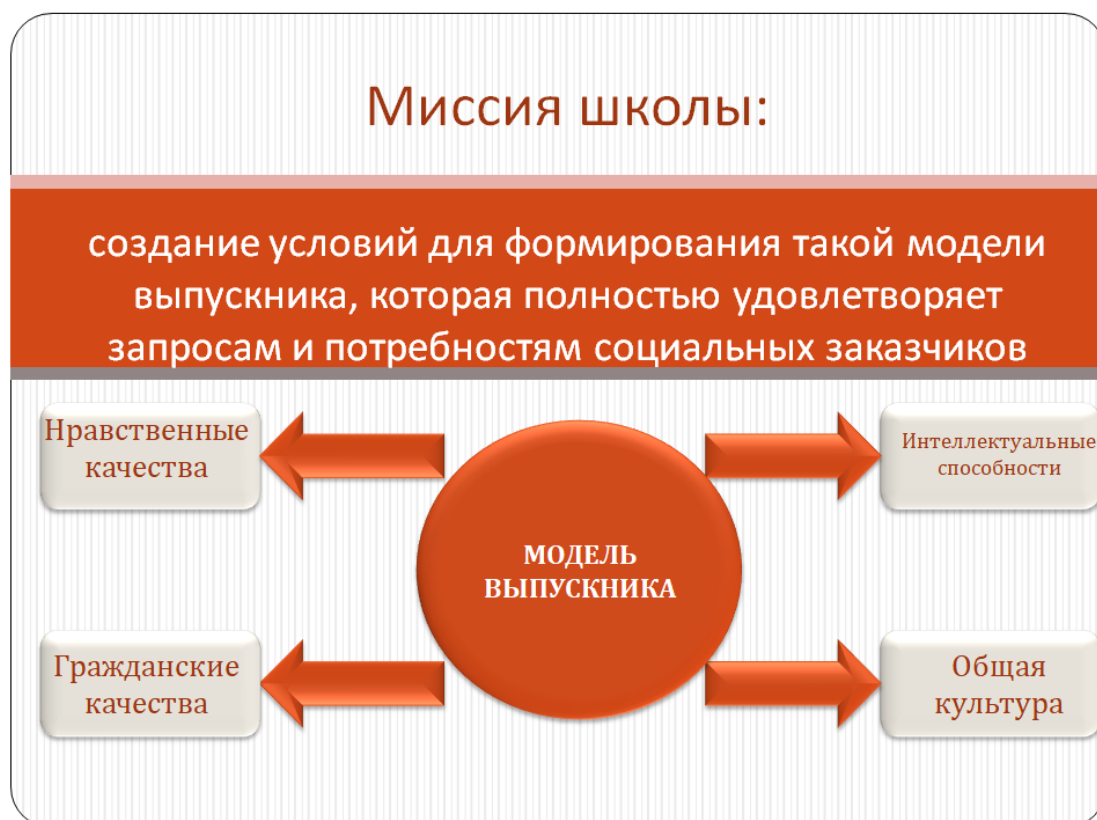 Миссия школы:
создание условий для формирования такой модели
выпускника, которая полностью удовлетворяет
запросам и потребностям социальных заказчиков
Нравственные
качества
Интеллектуальные
способности
МОДЕЛЬ
ВЫПУСКНИКА
Гражданские
качества
Общая
культура